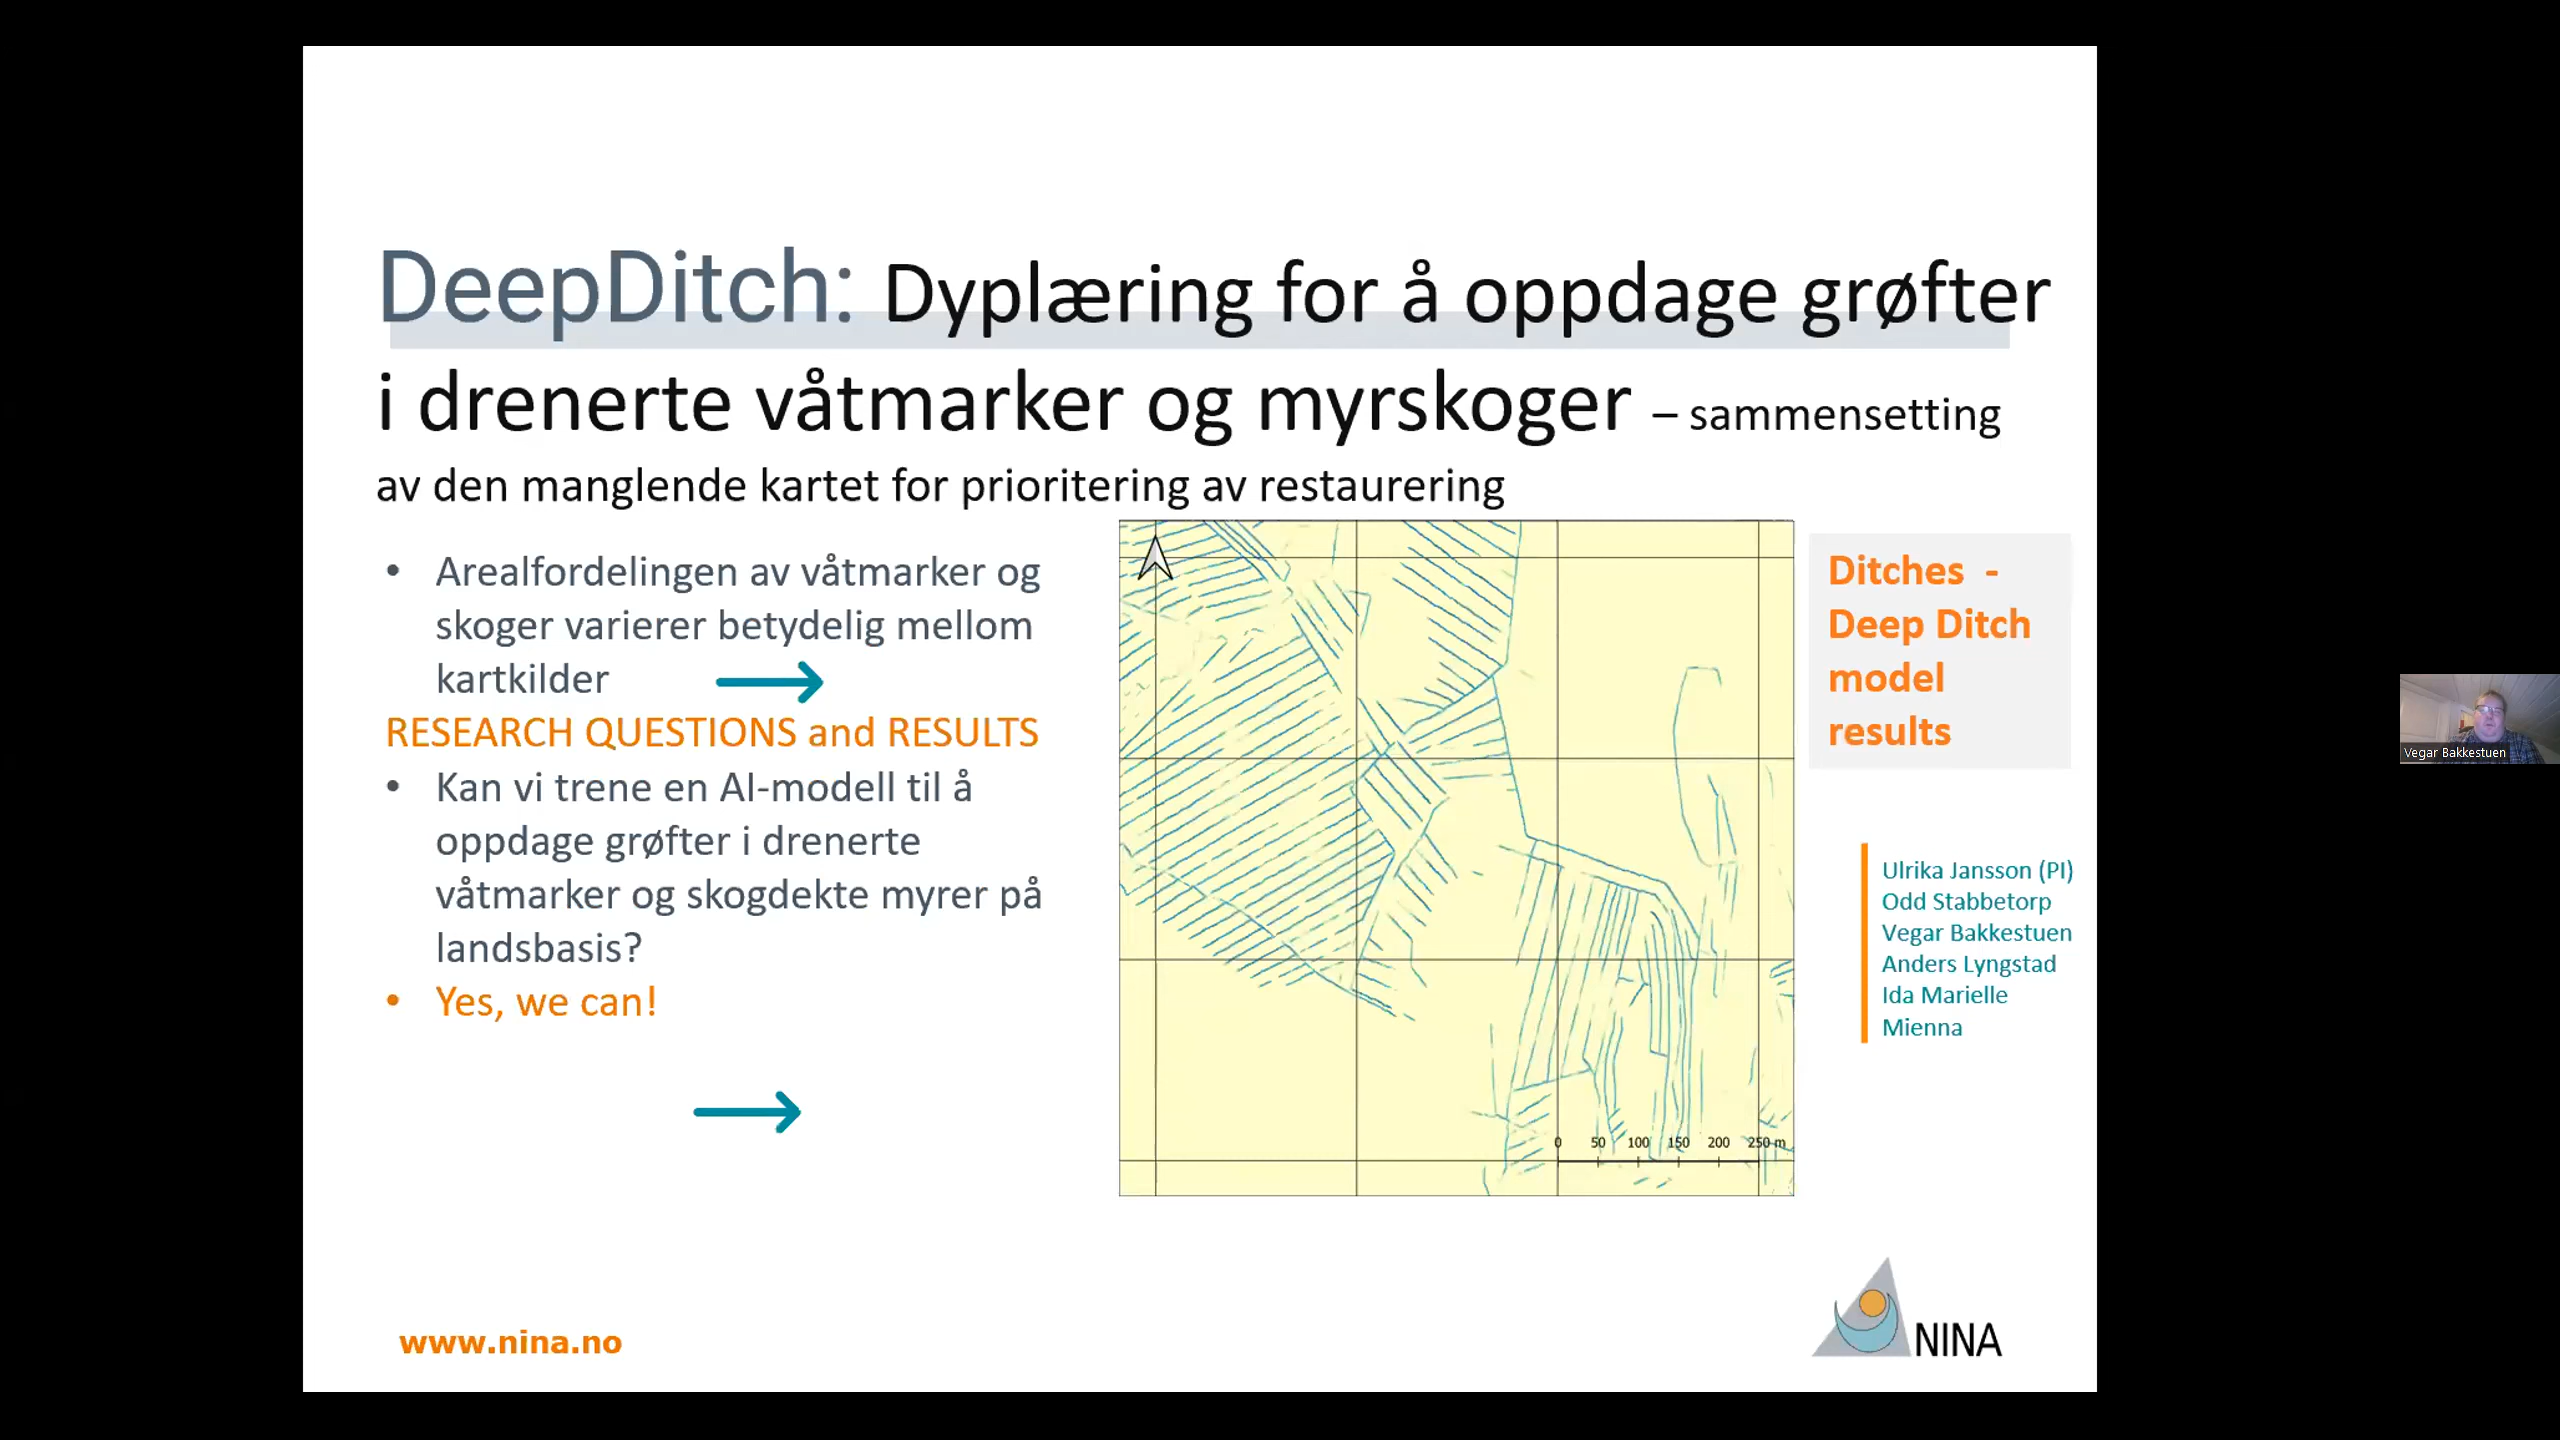 DeepDitch: Dyplæring for å oppdage grøfter
i drenerte våtmarker og myrskoger – sammensetting
av den manglende kartet for prioritering av restaurering
• Arealfordelingen av våtmarker og
skoger varierer betydelig mellom
kartkilder
RESEARCH QUESTIONS and RESULTS
• Kan vi trene en AI-modell til å
oppdage grøfter i drenerte
våtmarker og skogdekte myrer på
landsbasis?
• Yes, we can!
0 50 100 150 200 250 m
Ditches -
Deep Ditch
model
results
Ulrika Jansson (PI)
Odd Stabbetorp
Vegar Bakkestuen
Anders Lyngstad
Ida Marielle
Mienna
www.nina.no
NINA
Vegar Bakkestuen